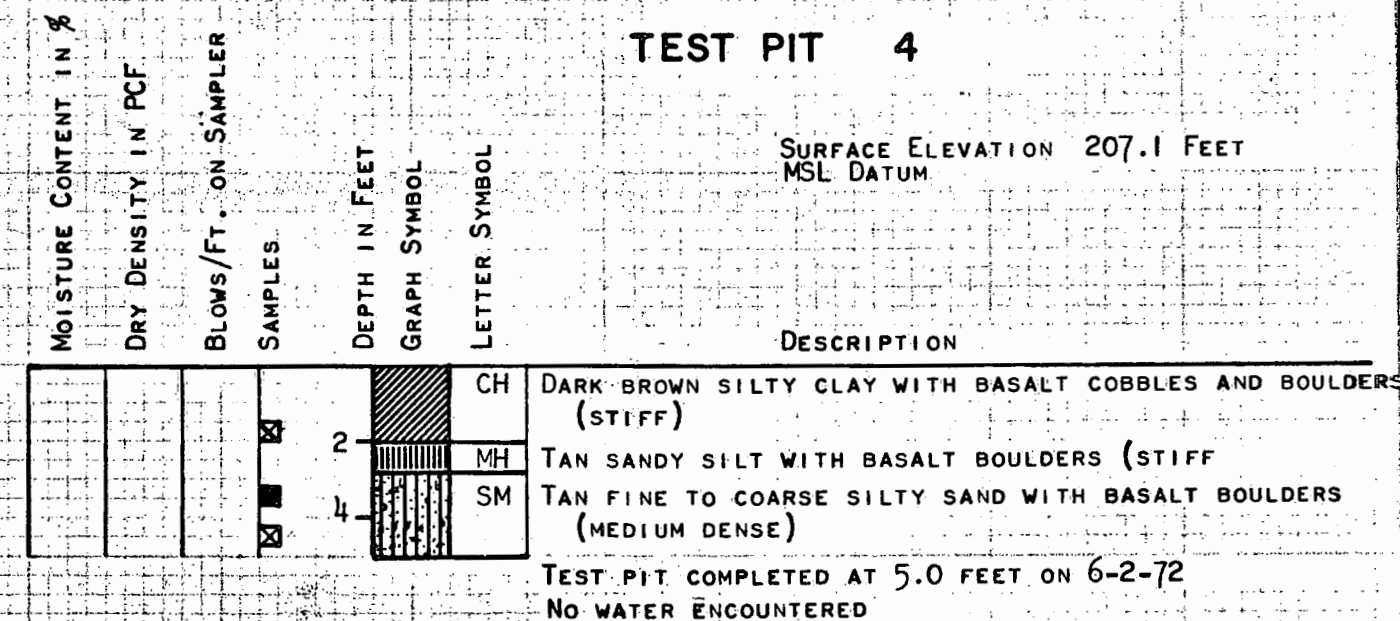 TEST PIT 4
SURFACE ELEVATION 207.1 FEET
MSL DATUM
MOISTURE CONTENT IN %
DRY DENSITY IN PCF
BLOWS/FT. ON SAMPLER
SAMPLES
DEPTH IN FEET
GRAPH SYMBOL
LETTER SYMBOL
DESCRIPTION
CH DARK BROWN SILTY CLAY WITH BASALT COBBLES AND BOULDERS
(STIFF)
2 MH TAN SANDY SILT WITH BASALT BOULDERS (STIFF
4 SM TAN FINE TO COARSE SILTY SAND WITH BASALT BOULDERS
(MEDIUM DENSE)
TEST PIT COMPLETED AT 5.0 FEET ON 6-2-72
NO WATER ENCOUNTERED